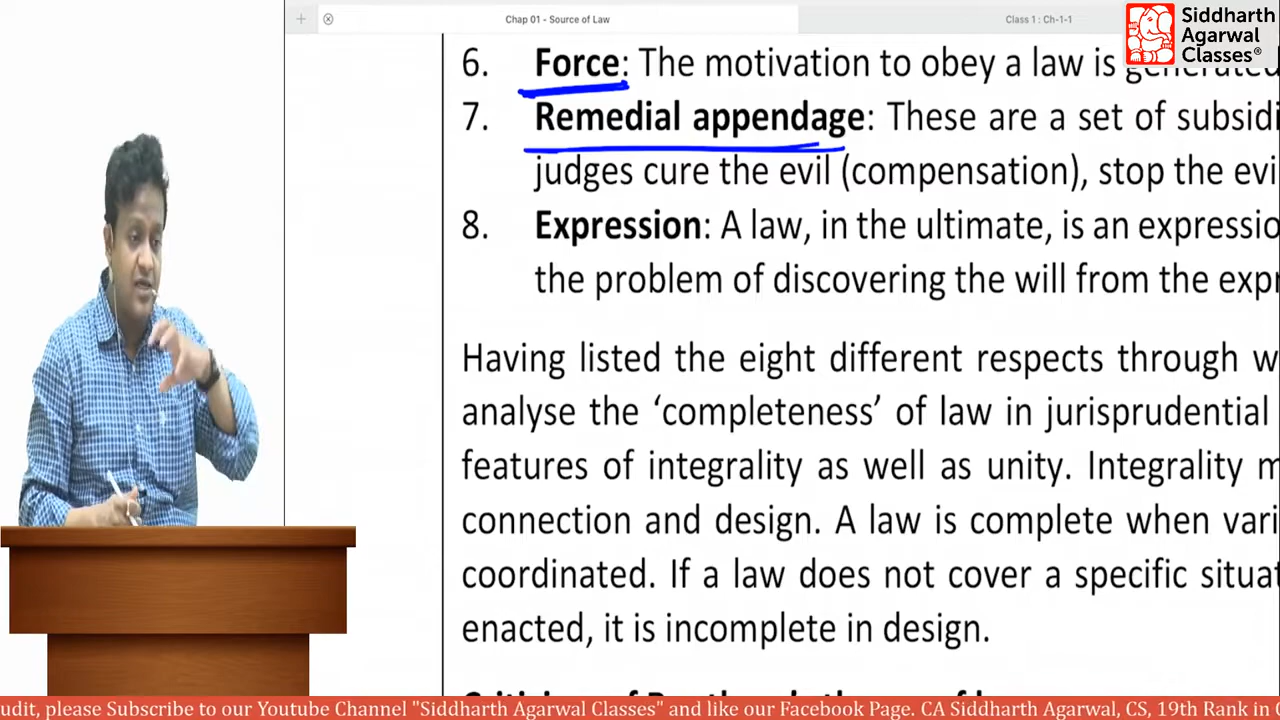 Chap 01 - Source of Law
Class 1 : Ch-1-1
Siddharth
Agarwal
Classes®
6. Force: The motivation to obey a law is generated
7. Remedial appendage: These are a set of subsidi
judges cure the evil (compensation), stop the evi
8. Expression: A law, in the ultimate, is an expressio
the problem of discovering the will from the expr
Having listed the eight different respects through w
analyse the ‘completeness’ of law in jurisprudential
features of integrality as well as unity. Integrality m
connection and design. A law is complete when vari
coordinated. If a law does not cover a specific situat
enacted, it is incomplete in design.
udit, please Subscribe to our Youtube Channel "Siddharth Agarwal Classes" and like our Facebook Page. CA Siddharth Agarwal, CS, 19th Rank in